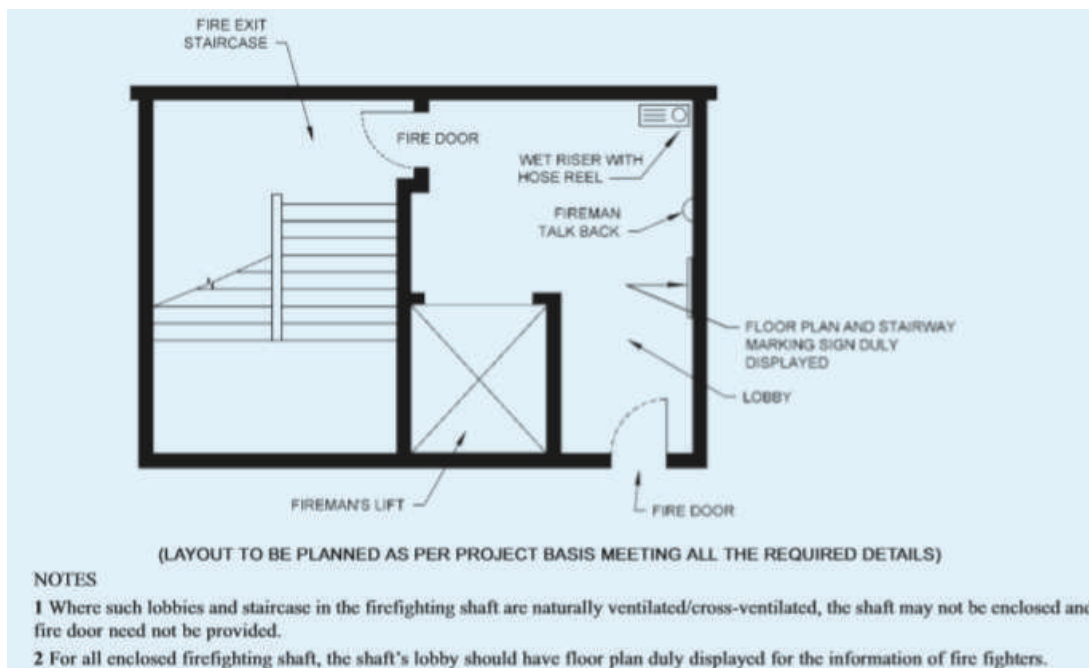 FIRE EXIT
STAIRCASE
FIRE DOOR
WET RISER WITH
HOSE REEL
FIREMAN
TALK BACK
FLOOR PLAN AND STAIRWAY
MARKING SIGN DULY
DISPLAYED
LOBBY
FIREMAN'S LIFT
FIRE DOOR
(LAYOUT TO BE PLANNED AS PER PROJECT BASIS MEETING ALL THE REQUIRED DETAILS)
NOTES
1 Where such lobbies and staircase in the firefighting shaft are naturally ventilated/cross-ventilated, the shaft may not be enclosed and
fire door need not be provided.
2 For all enclosed firefighting shaft, the shaft's lobby should have floor plan duly displayed for the information of fire fighters.